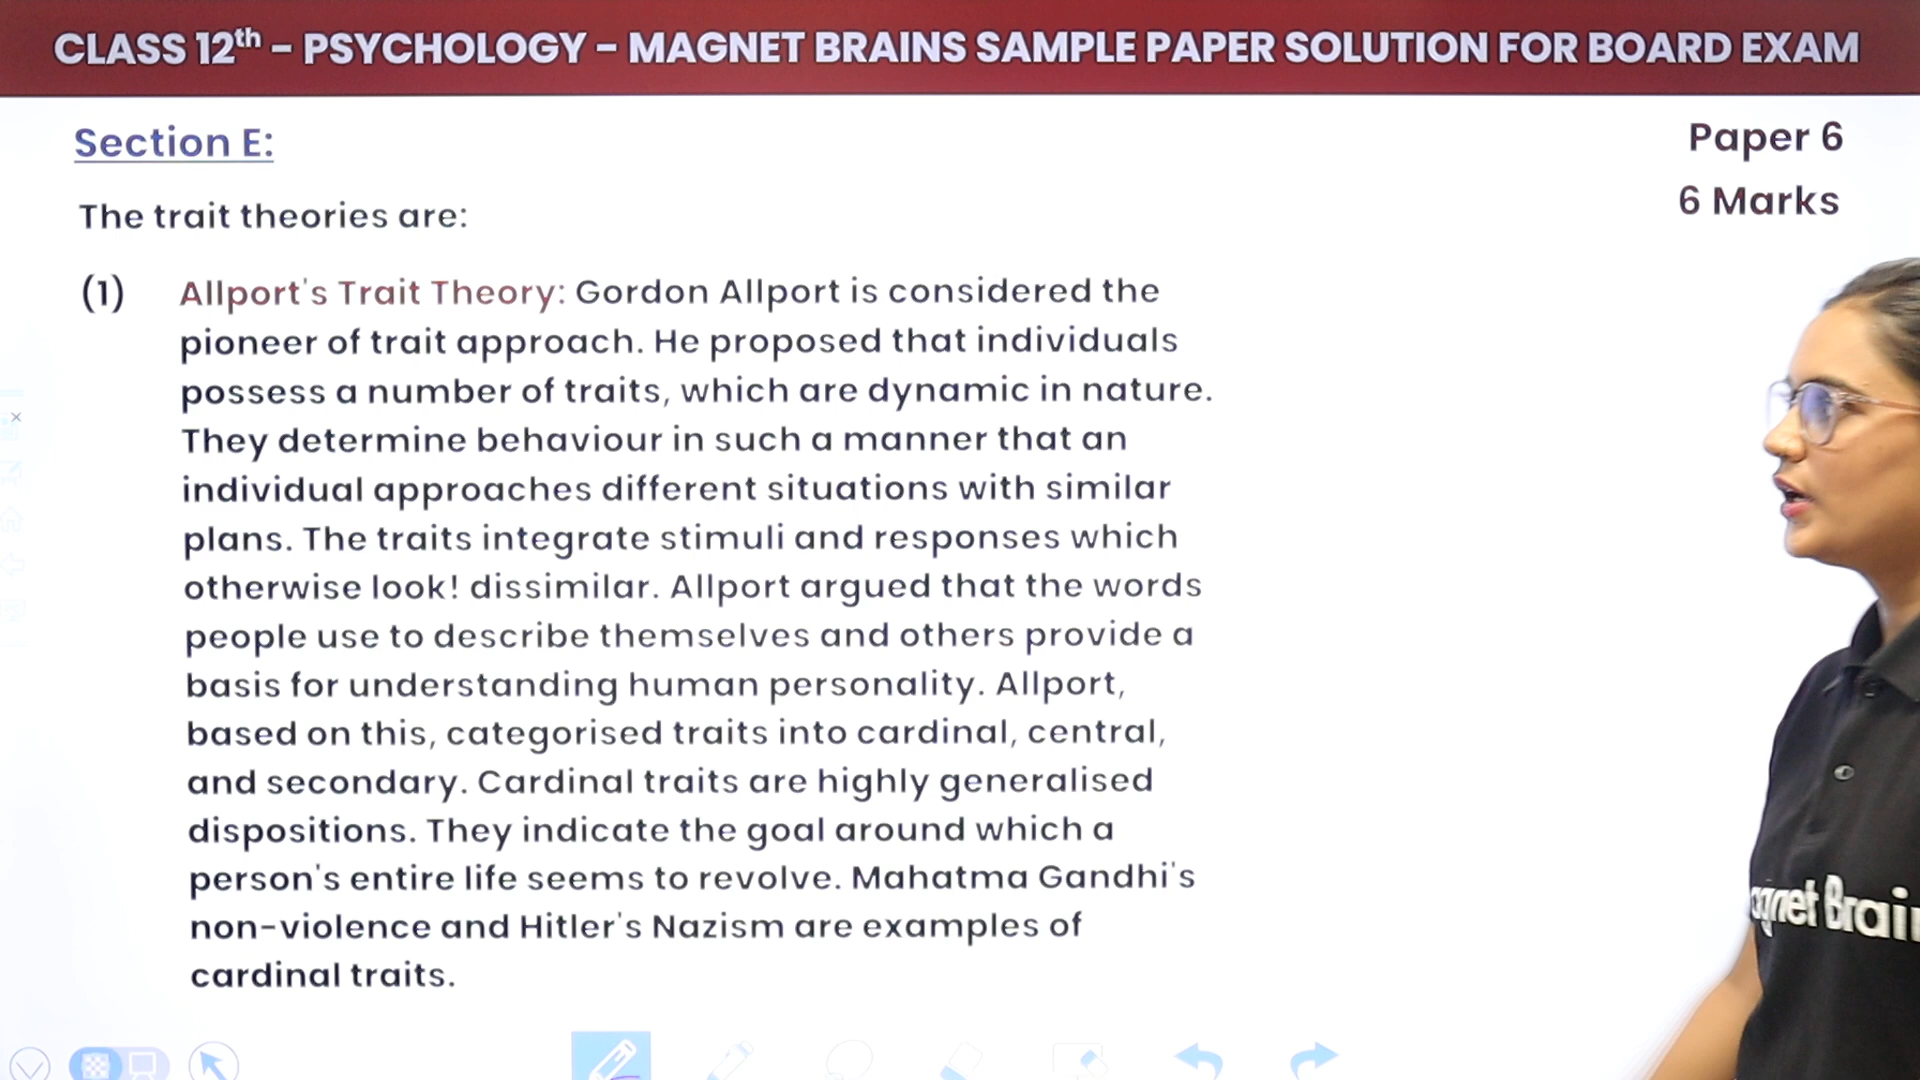 CLASS 12th – PSYCHOLOGY – MAGNET BRAINS SAMPLE PAPER SOLUTION FOR BOARD EXAM
Section E:
Paper 6
6 Marks
The trait theories are:
(1) Allport's Trait Theory: Gordon Allport is considered the
pioneer of trait approach. He proposed that individuals
possess a number of traits, which are dynamic in nature.
They determine behaviour in such a manner that an
individual approaches different situations with similar
plans. The traits integrate stimuli and responses which
otherwise look! dissimilar. Allport argued that the words
people use to describe themselves and others provide a
basis for understanding human personality. Allport,
based on this, categorised traits into cardinal, central,
and secondary. Cardinal traits are highly generalised
dispositions. They indicate the goal around which a
person's entire life seems to revolve. Mahatma Gandhi's
non-violence and Hitler's Nazism are examples of
cardinal traits.
agnet Brain